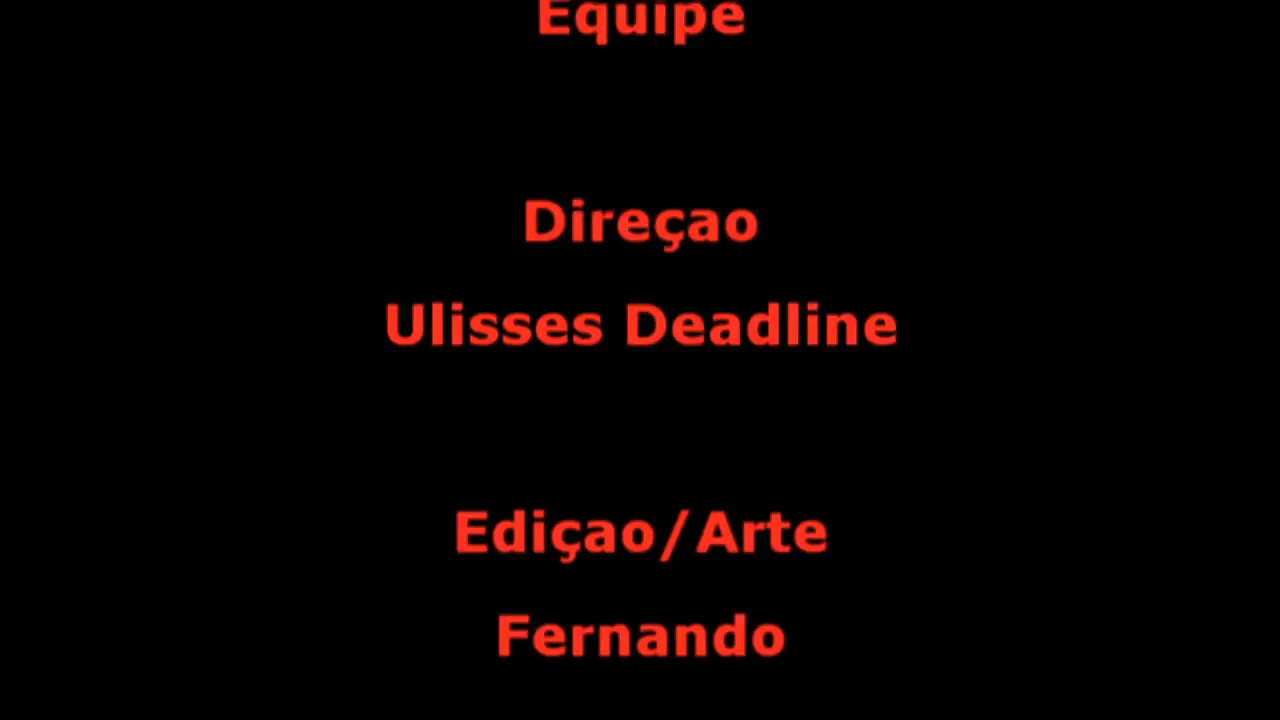 Equipe
Direçao
Ulisses Deadline
Ediçao/Arte
Fernando